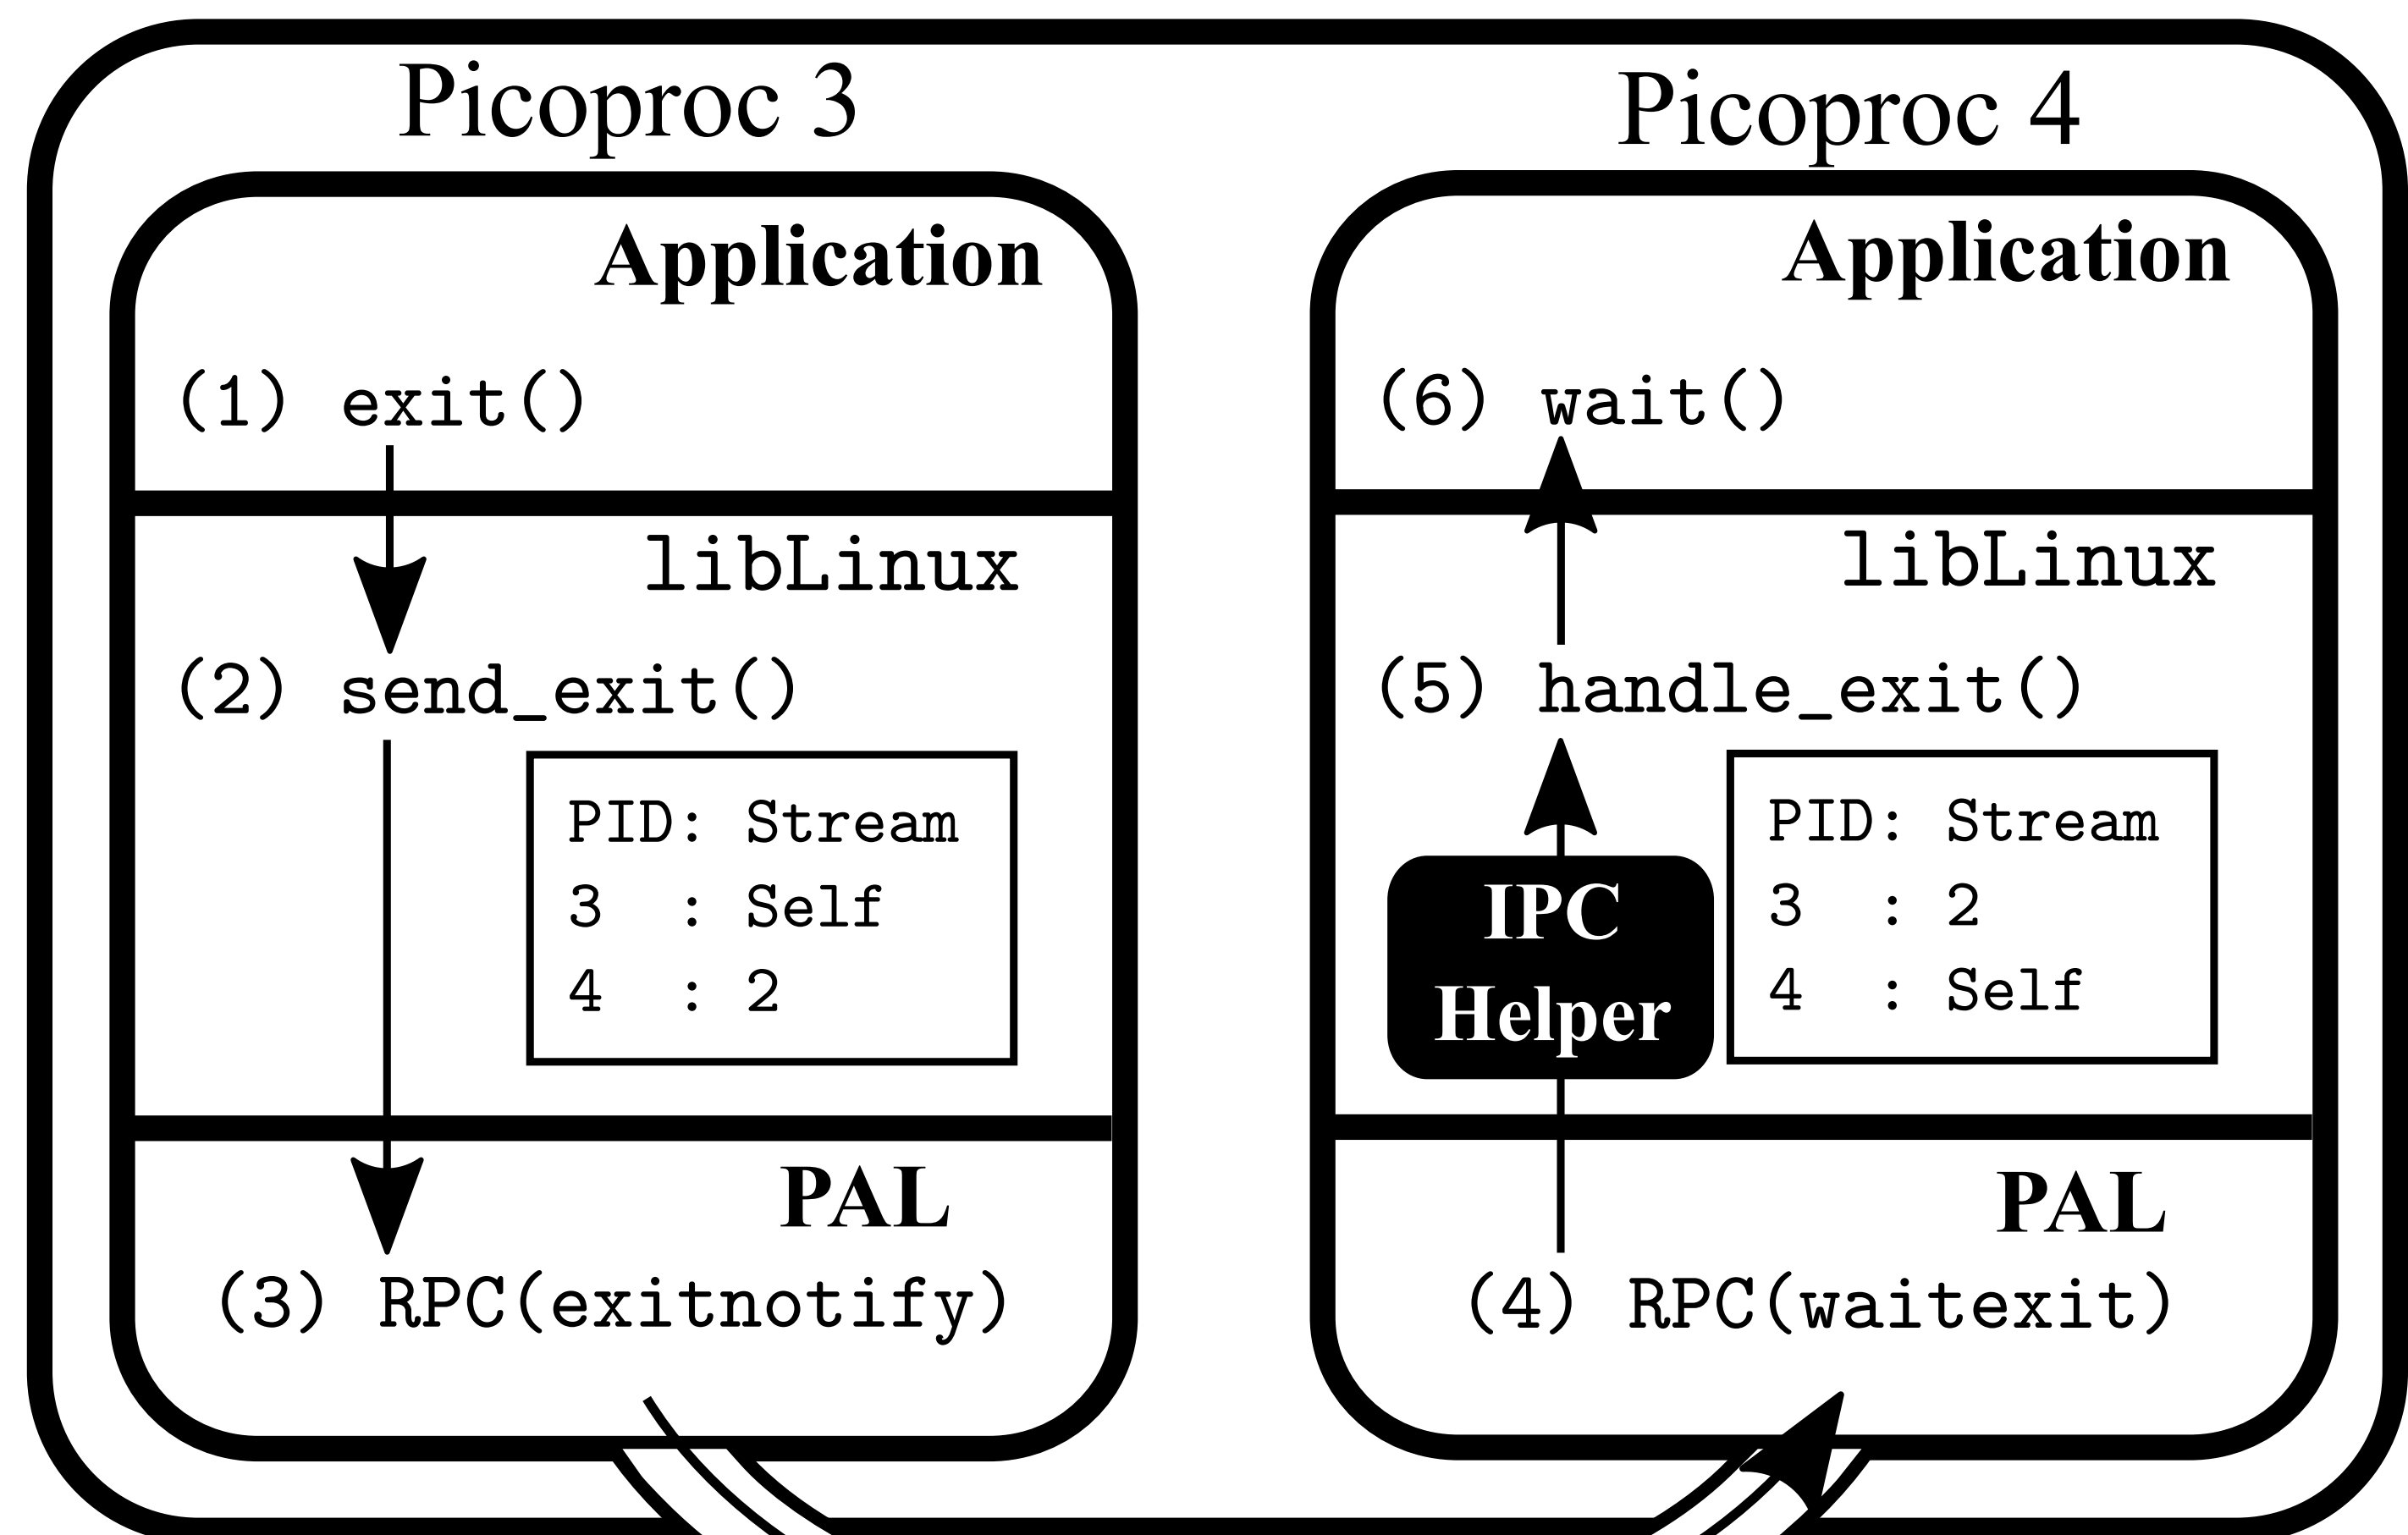 Picoproc 3
Application
(1) exit()
libLinux
(2) send_exit()
PID: Stream
3 : Self
4 : 2
PAL
(3) RPC(exitnotify)
Picoproc 4
Application
(6) wait()
libLinux
(5) handle_exit()
IPC
Helper
PID: Stream
3 : 2
4 : Self
PAL
(4) RPC(waitexit)